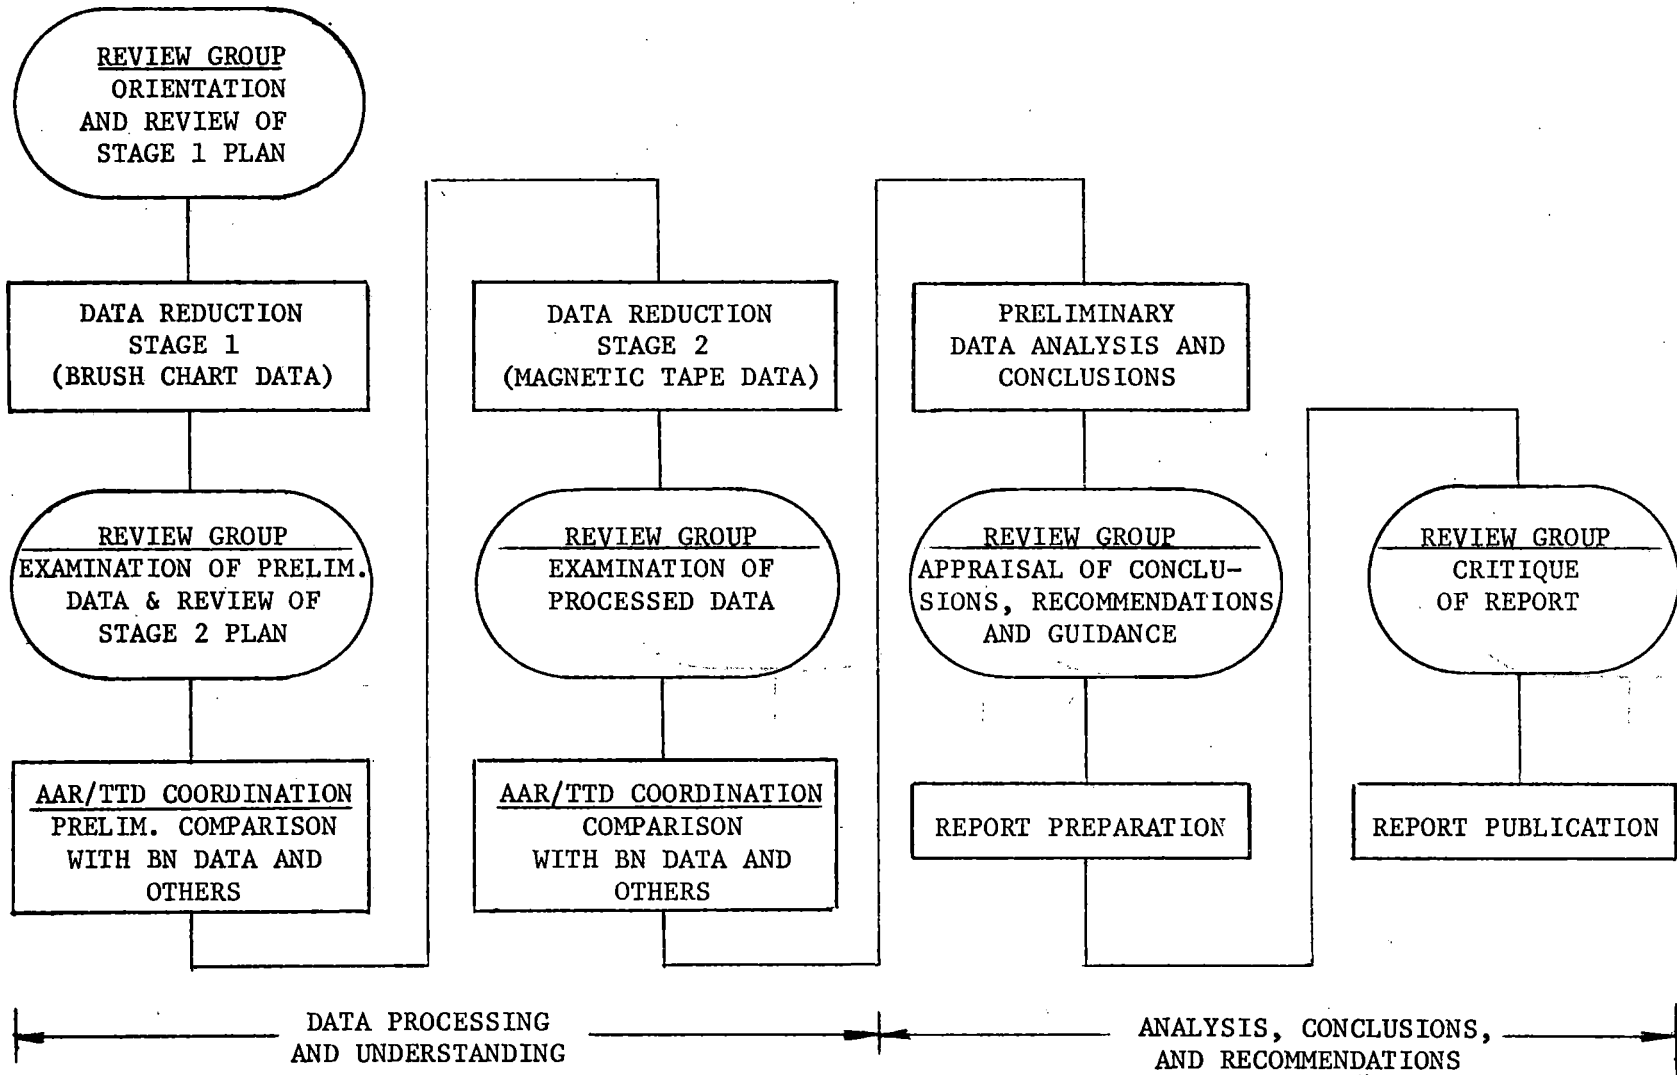 REVIEW GROUP
ORIENTATION
AND REVIEW OF
STAGE 1 PLAN
DATA REDUCTION
STAGE 1
(BRUSH CHART DATA)
REVIEW GROUP
EXAMINATION OF PRELIM.
DATA & REVIEW OF
STAGE 2 PLAN
AAR/TTD COORDINATION
PRELIM. COMPARISON
WITH BN DATA AND
OTHERS
DATA REDUCTION
STAGE 2
(MAGNETIC TAPE DATA)
REVIEW GROUP
EXAMINATION OF
PROCESSED DATA
AAR/TTD COORDINATION
COMPARISON
WITH BN DATA AND
OTHERS
PRELIMINARY
DATA ANALYSIS AND
CONCLUSIONS
REVIEW GROUP
APPRAISAL OF CONCLU-
SIONS, RECOMMENDATIONS
AND GUIDANCE
REPORT PREPARATION
REVIEW GROUP
CRITIQUE
OF REPORT
REPORT PUBLICATION
DATA PROCESSING
AND UNDERSTANDING
ANALYSIS, CONCLUSIONS,
AND RECOMMENDATIONS